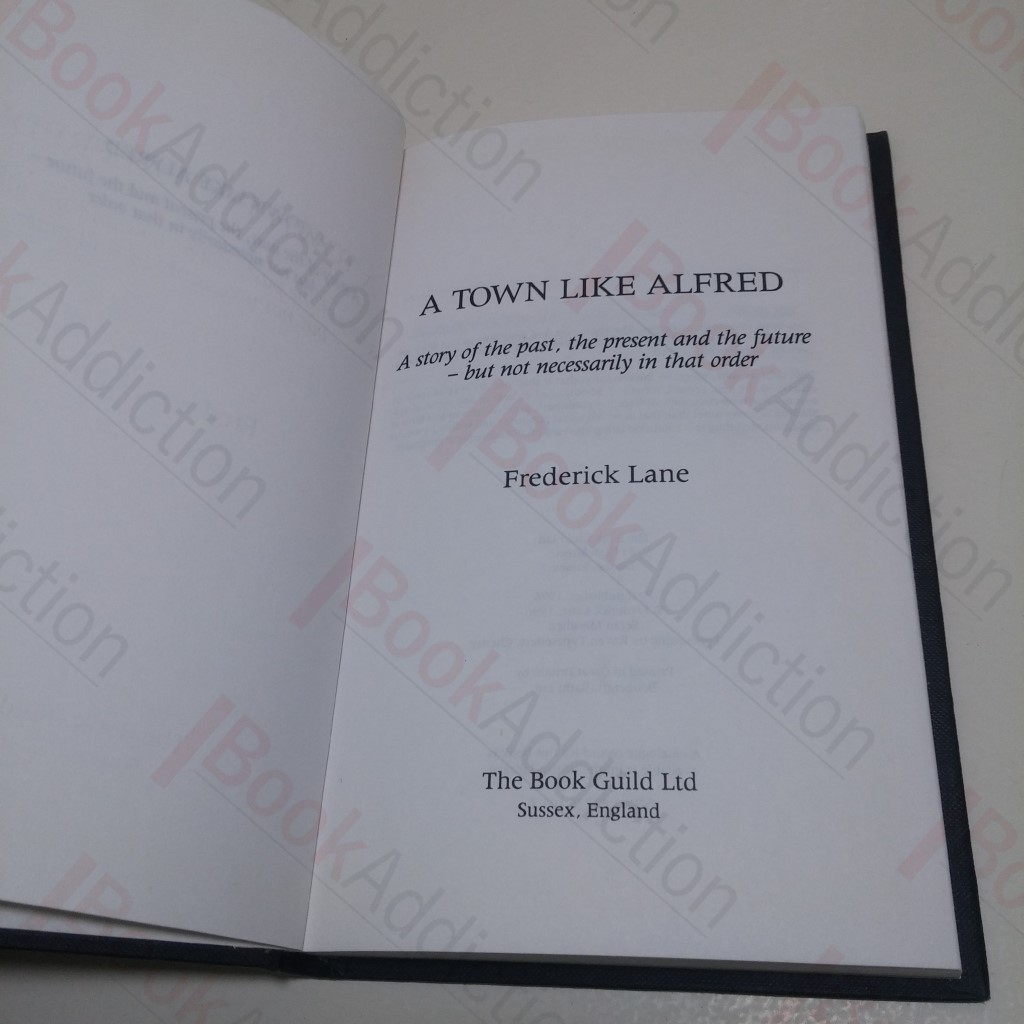 A TOWN LIKE ALFRED
A story of the past, the present and the future
– but not necessarily in that order
Frederick Lane
The Book Guild Ltd
Sussex, England
BookAddiction